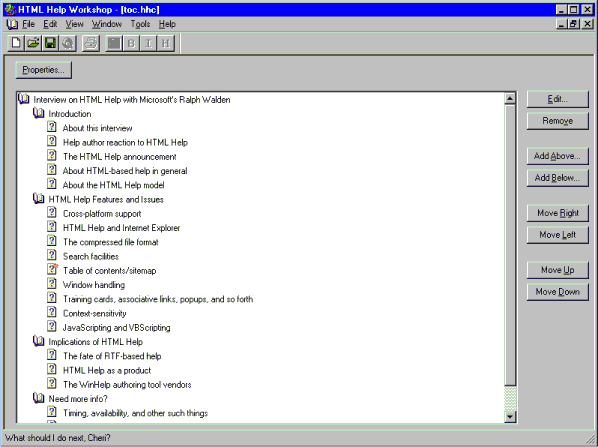 HTML Help Workshop - [toc.hhc]
File Edit View Window Tools Help
B I H
Properties...
Interview on HTML Help with Microsoft's Ralph Walden
Introduction
About this interview
Help author reaction to HTML Help
The HTML Help announcement
About HTML-based help in general
About the HTML Help model
HTML Help Features and Issues
Cross-platform support
HTML Help and Internet Explorer
The compressed file format
Search facilities
Table of contents/sitemap
Window handling
Training cards, associative links, popups, and so forth
Context-sensitivity
JavaScripting and VBScripting
Implications of HTML Help
The fate of RTF-based help
HTML Help as a product
The WinHelp authoring tool vendors
Need more info?
Timing, availability, and other such things
Edit...
Remove
Add Above...
Add Below...
Move Right
Move Left
Move Up
Move Down
What should I do next, Cheri?